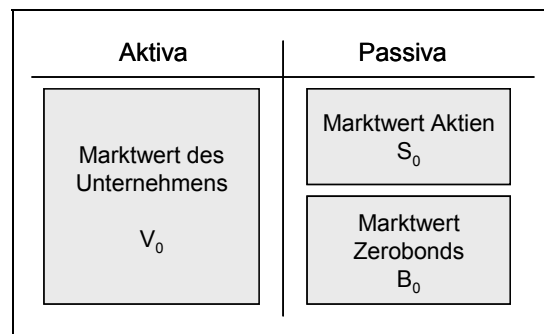 Aktiva
Passiva
Marktwert des
Unternehmens
V₀
Marktwert Aktien
S₀
Marktwert
Zerobonds
B₀